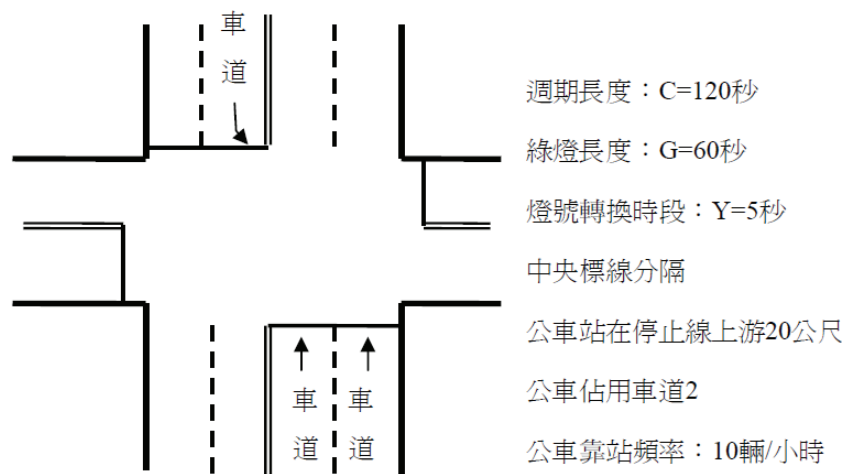 車
道
週期長度：C=120秒
綠燈長度：G=60秒
燈號轉換時段：Y=5秒
中央標線分隔
公車站在停止線上游20公尺
公車佔用車道2
公車靠站頻率：10輛/小時
車 車
道 道